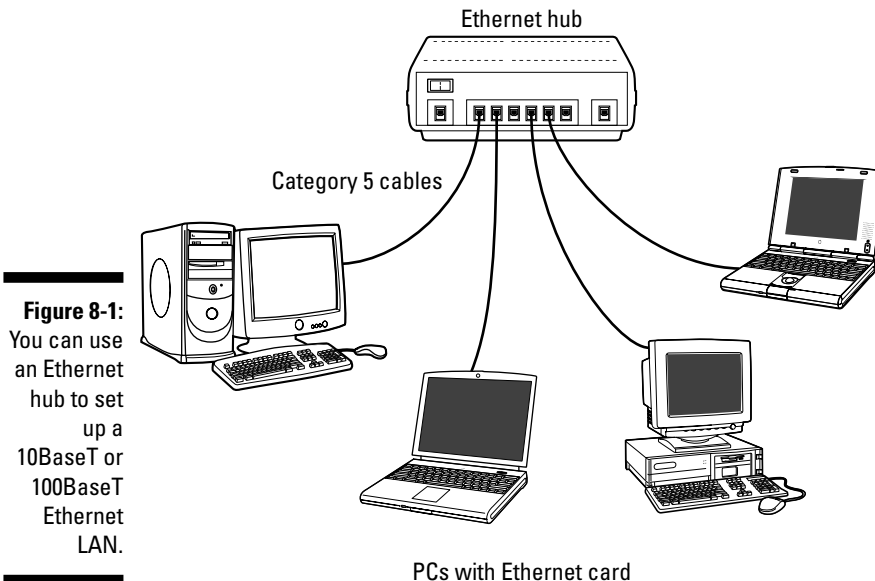 Ethernet hub
Category 5 cables
Figure 8-1:
You can use
an Ethernet
hub to set
up a
10BaseT or
100BaseT
Ethernet
LAN.
PCs with Ethernet card